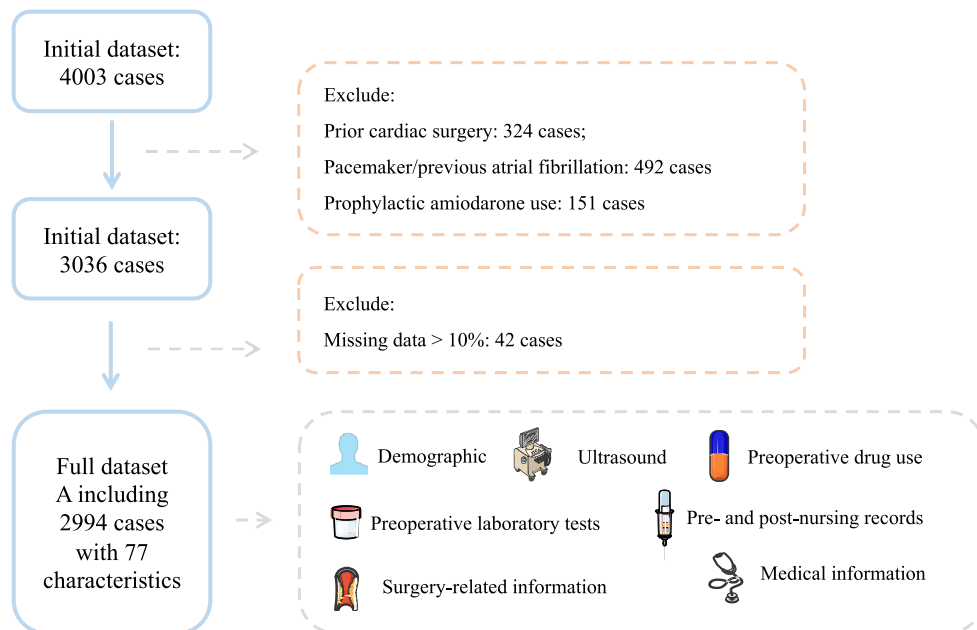 Initial dataset:
4003 cases
Exclude:
Prior cardiac surgery: 324 cases;
Pacemaker/previous atrial fibrillation: 492 cases
Prophylactic amiodarone use: 151 cases
Initial dataset:
3036 cases
Exclude:
Missing data > 10%: 42 cases
Full dataset
A including
2994 cases
with 77
characteristics
Demographic
Ultrasound
Preoperative drug use
Preoperative laboratory tests
Pre- and post-nursing records
Surgery-related information
Medical information